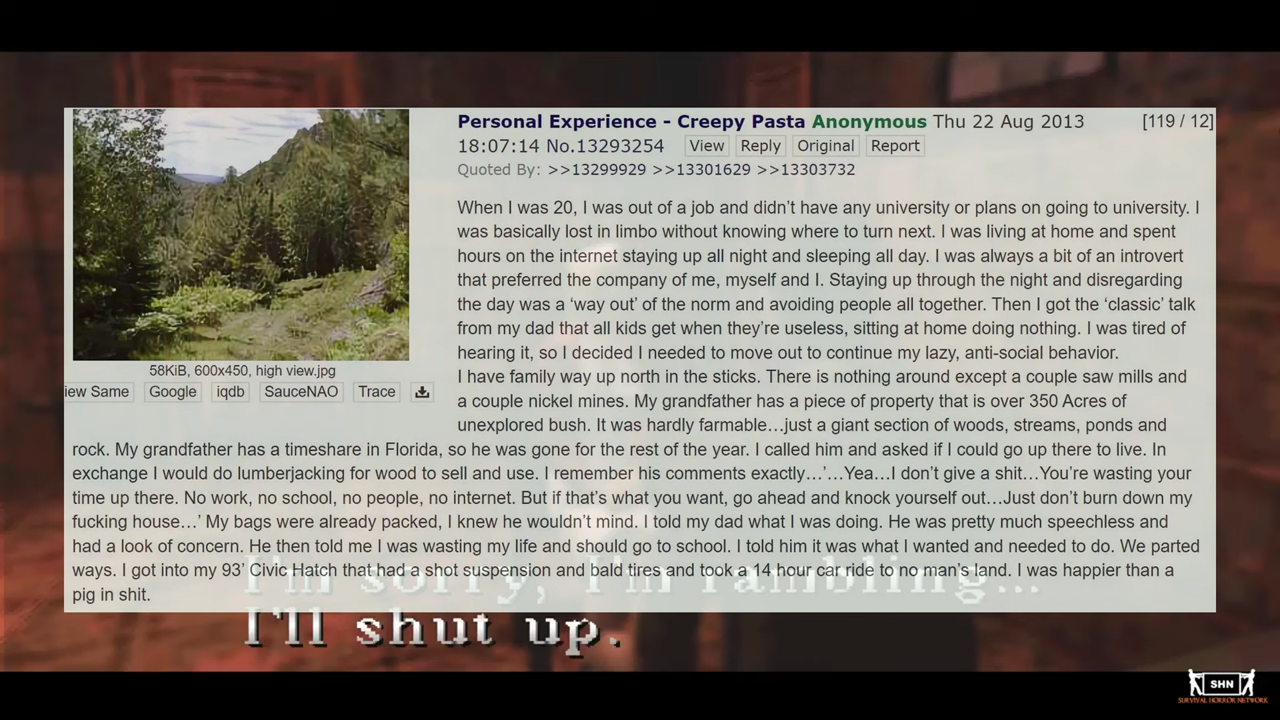 Personal Experience - Creepy Pasta Anonymous Thu 22 Aug 2013 [119 / 12]
18:07:14 No.13293254 View Reply Original Report
Quoted By: >>13299929 >>13301629 >>13303732
When I was 20, I was out of a job and didn’t have any university or plans on going to university. I
was basically lost in limbo without knowing where to turn next. I was living at home and spent
hours on the internet staying up all night and sleeping all day. I was always a bit of an introvert
that preferred the company of me, myself and I. Staying up through the night and disregarding
the day was a ‘way out’ of the norm and avoiding people all together. Then I got the ‘classic’ talk
from my dad that all kids get when they’re useless, sitting at home doing nothing. I was tired of
hearing it, so I decided I needed to move out to continue my lazy, anti-social behavior.
58KiB, 600x450, high view.jpg
iew Same Google iqdb SauceNAO Trace
I have family way up north in the sticks. There is nothing around except a couple saw mills and
a couple nickel mines. My grandfather has a piece of property that is over 350 Acres of
unexplored bush. It was hardly farmable…just a giant section of woods, streams, ponds and
rock. My grandfather has a timeshare in Florida, so he was gone for the rest of the year. I called him and asked if I could go up there to live. In
exchange I would do lumberjacking for wood to sell and use. I remember his comments exactly…’…Yea…I don’t give a shit…You’re wasting your
time up there. No work, no school, no people, no internet. But if that’s what you want, go ahead and knock yourself out…Just don’t burn down my
fucking house…’ My bags were already packed, I knew he wouldn’t mind. I told my dad what I was doing. He was pretty much speechless and
had a look of concern. He then told me I was wasting my life and should go to school. I told him it was what I wanted and needed to do. We parted
ways. I got into my 93’ Civic Hatch that had a shot suspension and bald tires and took a 14 hour car ride to no man’s land. I was happier than a
pig in shit.
I'm sorry, I'm rambling...
I'll shut up.
SHN
SURVIVAL HORROR NETWORK